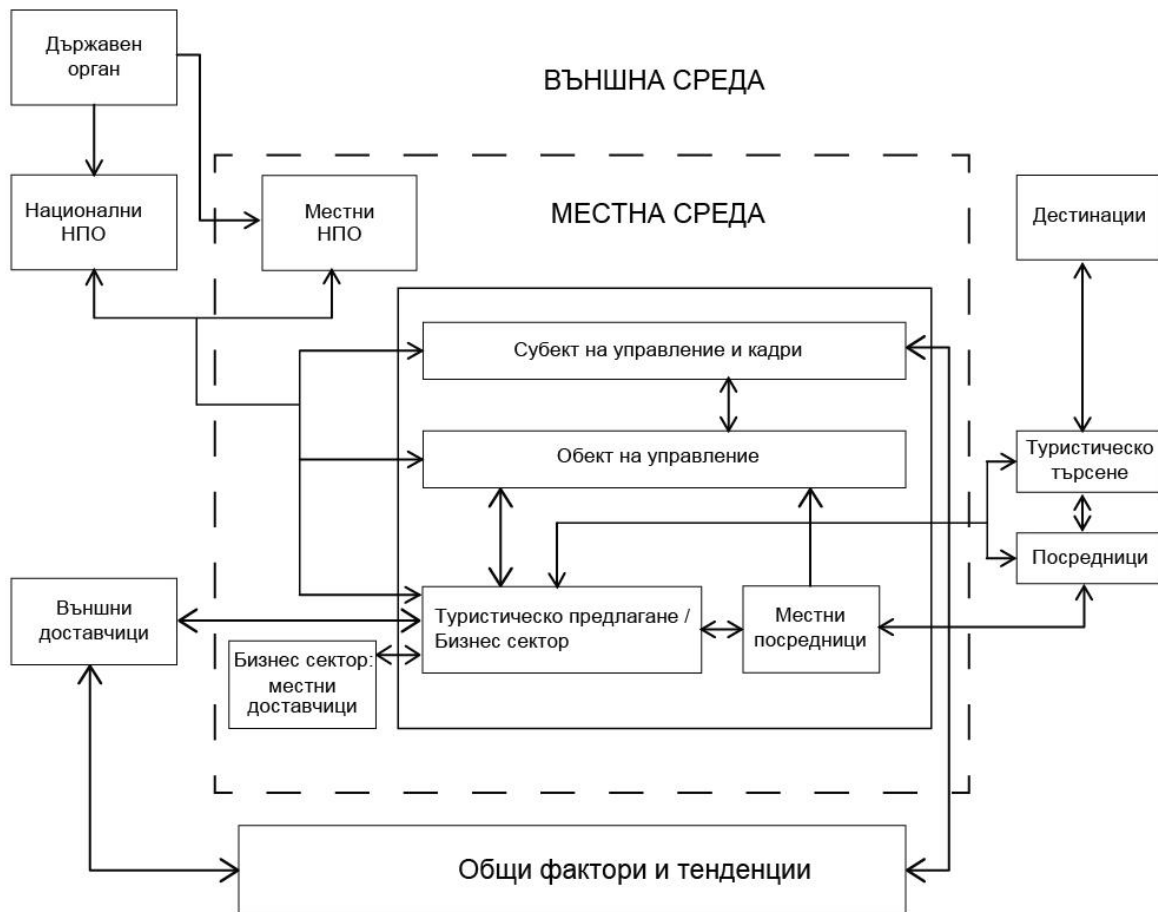 Държавен
орган
ВЪНШНА СРЕДА
Национални
НПО
Местни
НПО
МЕСТНА СРЕДА
Дестинации
Субект на управление и кадри
Обект на управление
Туристическо
търсене
Посредници
Външни
доставчици
Туристическо предлагане /
Бизнес сектор
Местни
посредници
Бизнес сектор:
местни
доставчици
Общи фактори и тенденции